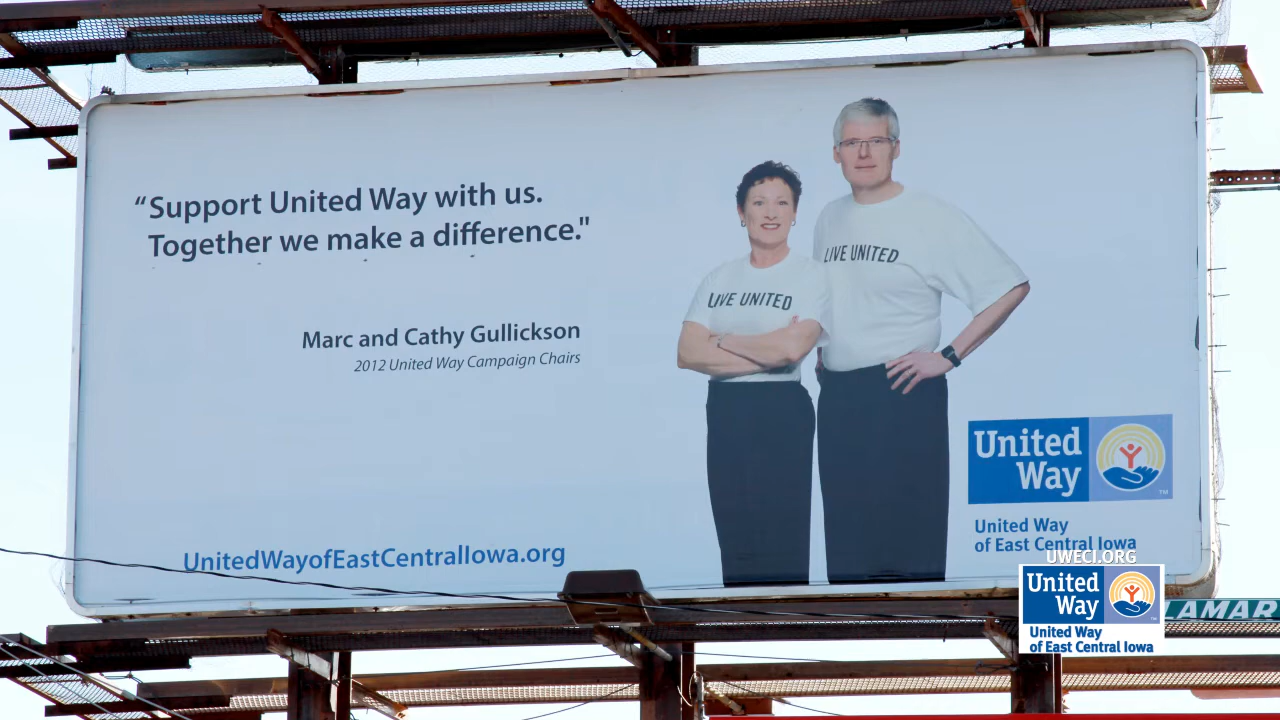 “Support United Way with us.
Together we make a difference."
Marc and Cathy Gullickson
2012 United Way Campaign Chairs
UnitedWayofEastCentralIowa.org
LIVE UNITED
LIVE UNITED
United
Way
TM
United Way
of East Central Iowa
UWECI.ORG
United
Way
TM
United Way
of East Central Iowa
LAMAR